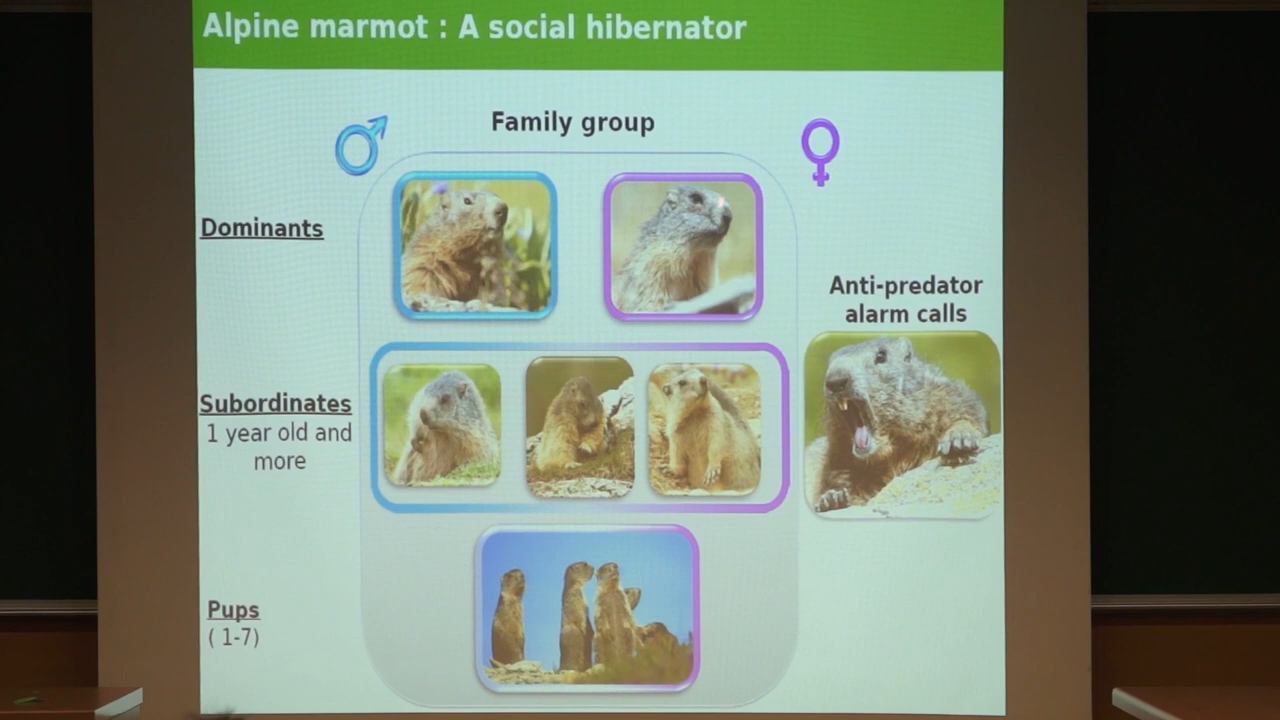 Alpine marmot : A social hibernator
Family group
Dominants
Anti-predator
alarm calls
Subordinates
1 year old and
more
Pups
( 1-7)